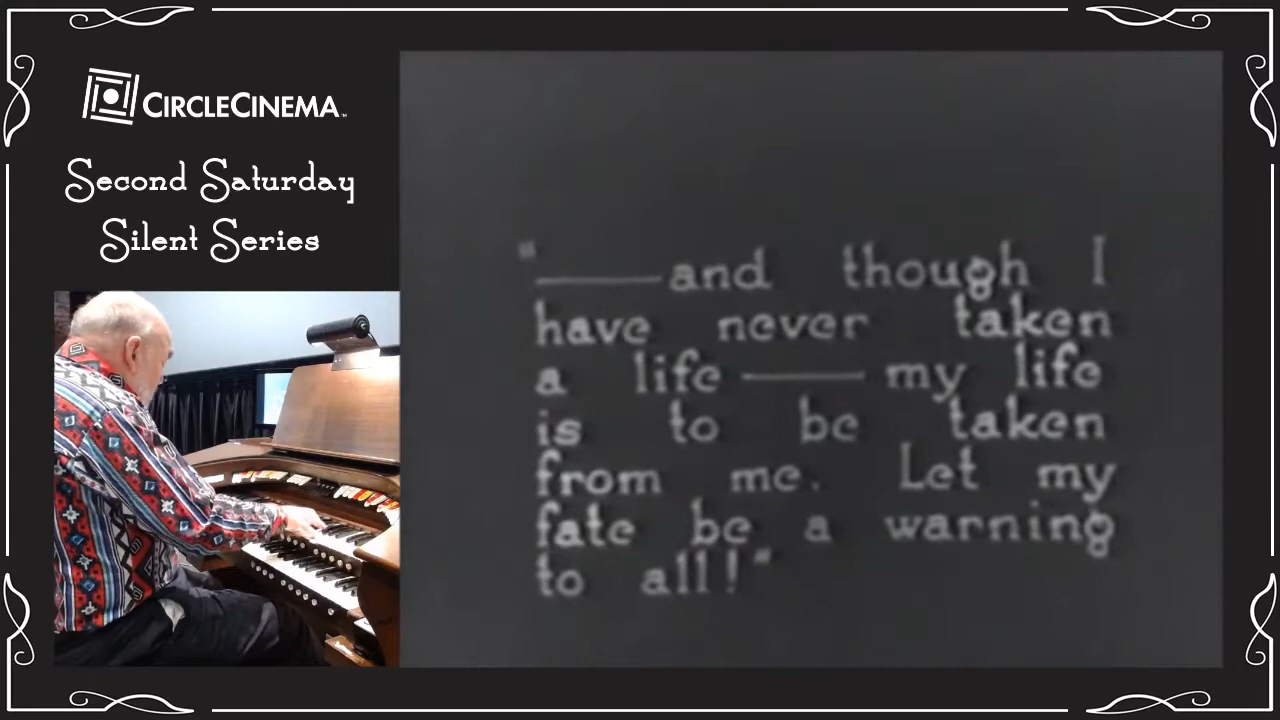 CIRCLECINEMA™
Second Saturday
Silent Series
"——and though I
have never taken
a life —— my life
is to be taken
from me. Let my
fate be a warning
to all!"